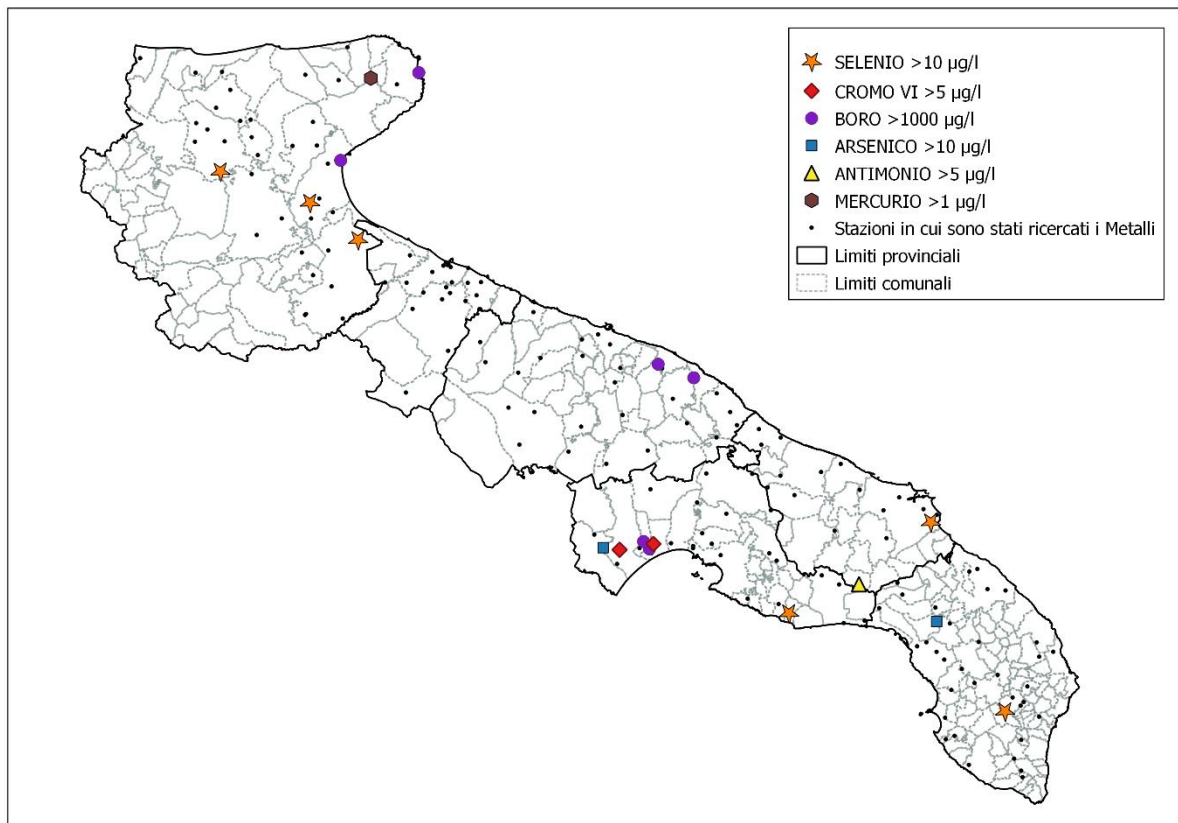 SELENIO >10 µg/l
CROMO VI >5 µg/l
BORO >1000 µg/l
ARSENICO >10 µg/l
ANTIMONIO >5 µg/l
MERCURIO >1 µg/l
Stazioni in cui sono stati ricercati i Metalli
Limiti provinciali
Limiti comunali